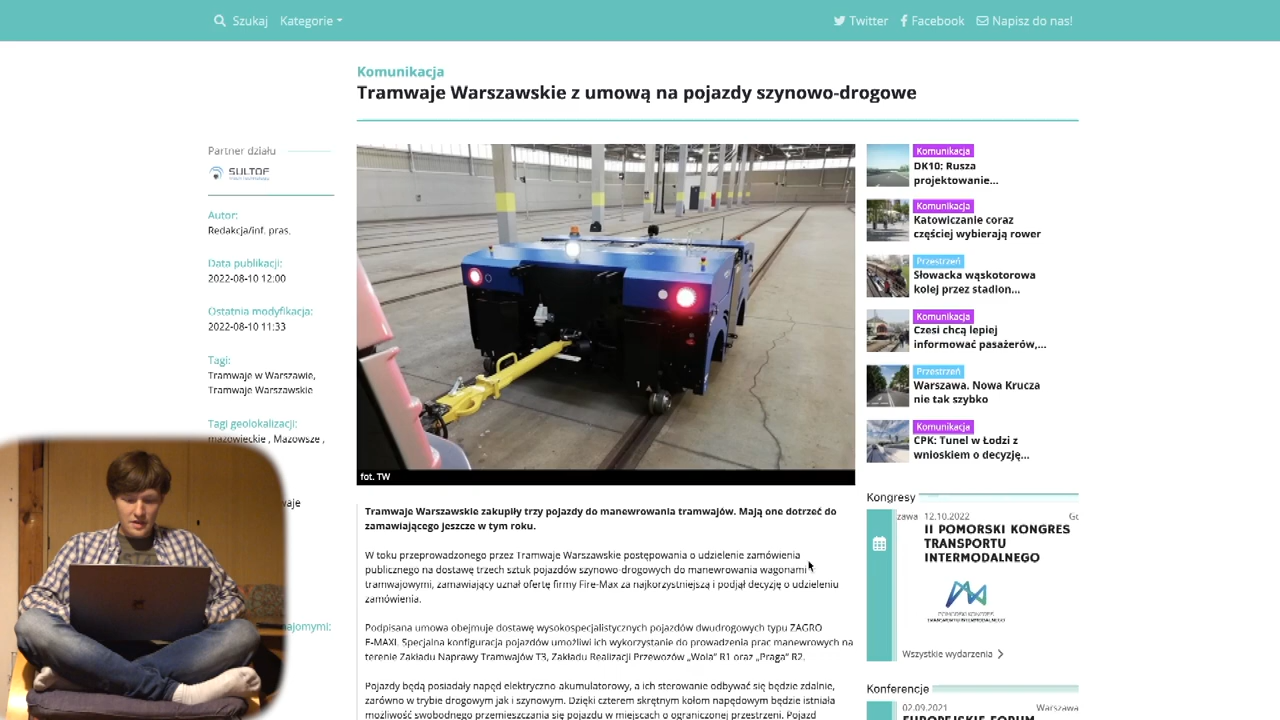 Szukaj Kategorie
Twitter Facebook Napisz do nas!
Komunikacja
Tramwaje Warszawskie z umową na pojazdy szynowo-drogowe
Partner działu
SULTOF
Autor:
Redakcja/inf. pras.
Data publikacji:
2022-08-10 12:00
Ostatnia modyfikacja:
2022-08-10 11:33
Tagi:
Tramwaje w Warszawie,
Tramwaje Warszawskie
Tagi geolokalizacji:
mazowieckie , Mazowsze ,
waje
ajomymi:
fot. TW
Tramwaje Warszawskie zakupiły trzy pojazdy do manewrowania tramwajów. Mają one dotrzeć do
zamawiającego jeszcze w tym roku.
W toku przeprowadzonego przez Tramwaje Warszawskie postępowania o udzielenie zamówienia
publicznego na dostawę trzech sztuk pojazdów szynowo-drogowych do manewrowania wagonami
tramwajowymi, zamawiający uznał ofertę firmy Fire-Max za najkorzystniejszą i podjął decyzję o udzieleniu
zamówienia.
Podpisana umowa obejmuje dostawę wysokospecjalistycznych pojazdów dwudrogowych typu ZAGRO
E-MAXI. Specjalna konfiguracja pojazdów umożliwi ich wykorzystanie do prowadzenia prac manewrowych na
terenie Zakładu Naprawy Tramwajów T3, Zakładu Realizacji Przewozów „Wola” R1 oraz „Praga” R2.
Pojazdy będą posiadały napęd elektryczno-akumulatorowy, a ich sterowanie odbywać się będzie zdalnie,
zarówno w trybie drogowym jak i szynowym. Dzięki czterem skrętnym kołom napędowym będzie istniała
możliwość swobodnego przemieszczania się pojazdu w miejscach o ograniczonej przestrzeni. Pojazd
Komunikacja
DK10: Rusza
projektowanie...
Komunikacja
Katowiczanie coraz
częściej wybierają rower
Przestrzeń
Słowacka wąskotorowa
kolej przez stadion...
Komunikacja
Czesi chcą lepiej
informować pasażerów,...
Przestrzeń
Warszawa. Nowa Krucza
nie tak szybko
Komunikacja
CPK: Tunel w Łodzi z
wnioskiem o decyzję...
Kongresy
zawa 12.10.2022 Gc
II POMORSKI KONGRES
TRANSPORTU
INTERMODALNEGO
POMORSKI KONGRES
TRANSPORTU INTERMODALNEGO
Wszystkie wydarzenia
Konferencje
02.09.2021 Warszawa
EUROPEJSKIE FORUM